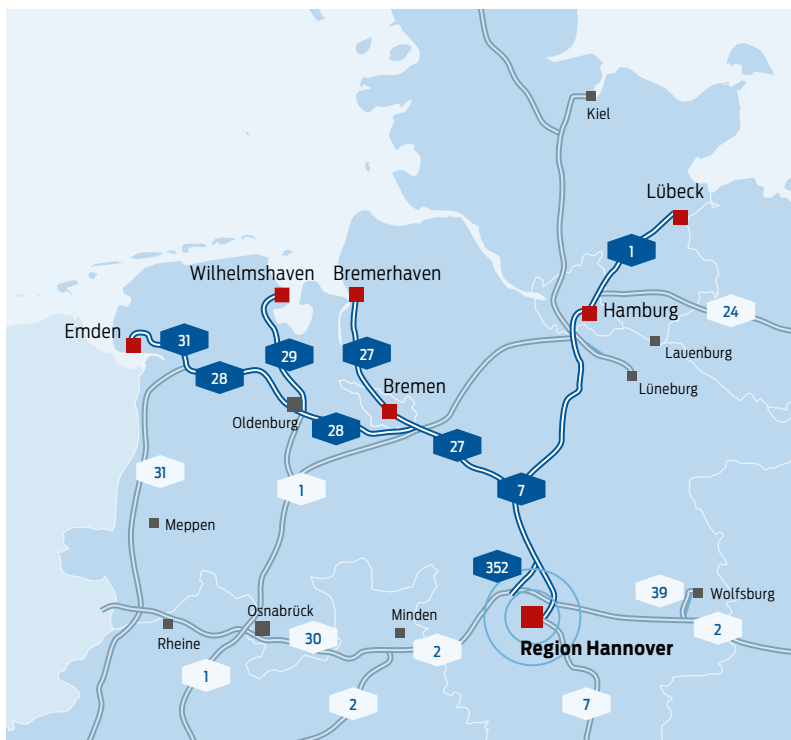 Kiel
Lübeck
1
Wilhelmshaven
Bremerhaven
Hamburg
24
Emden
31
29
27
Lauenburg
28
Bremen
Lüneburg
Oldenburg
28
27
31
1
7
Meppen
352
39
Wolfsburg
Osnabrück
Minden
30
2
2
Rheine
Region Hannover
1
2
7